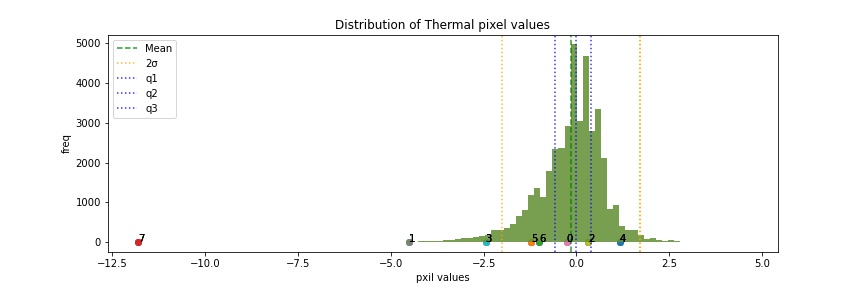 Distribution of Thermal pixel values
5000
4000
3000
2000
1000
0
freq
Mean
2σ
q1
q2
q3
7 1 3 5 6 0 2 4
−12.5 −10.0 −7.5 −5.0 −2.5 0.0 2.5 5.0
pxil values